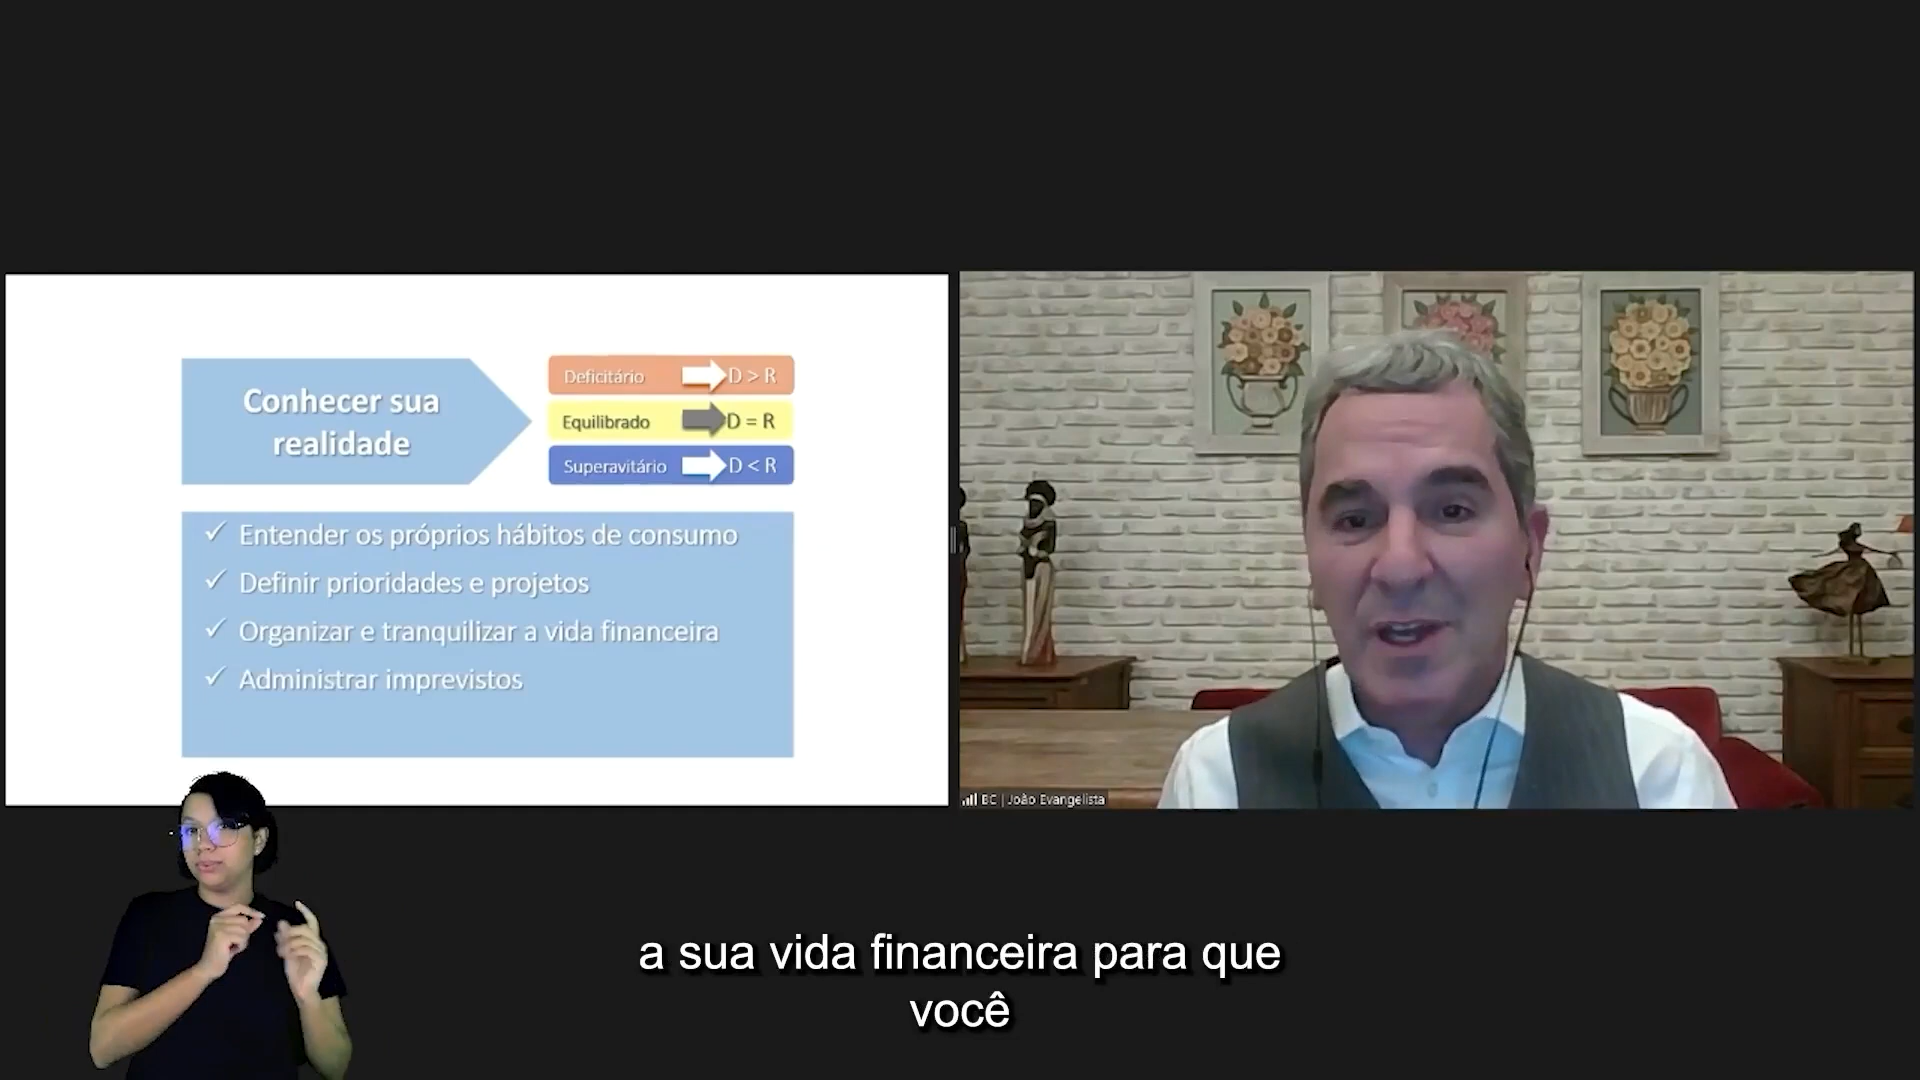 Conhecer sua
realidade
Deficitário D > R
Equilibrado D = R
Superavitário D < R
✓ Entender os próprios hábitos de consumo
✓ Definir prioridades e projetos
✓ Organizar e tranquilizar a vida financeira
✓ Administrar imprevistos
BC | João Evangelista
a sua vida financeira para que
você